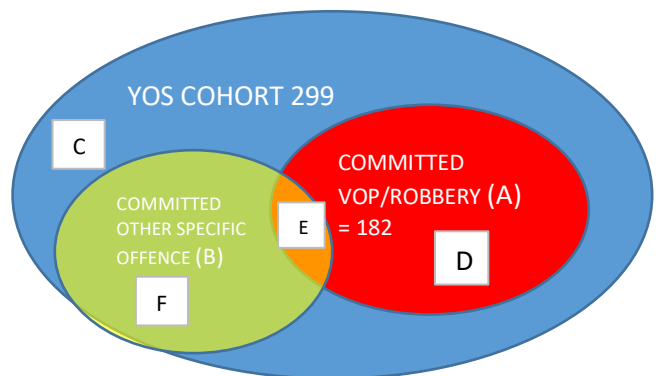 YOS COHORT 299
C
COMMITTED
VOP/ROBBERY (A)
= 182
COMMITTED
OTHER SPECIFIC
OFFENCE (B)
E
D
F